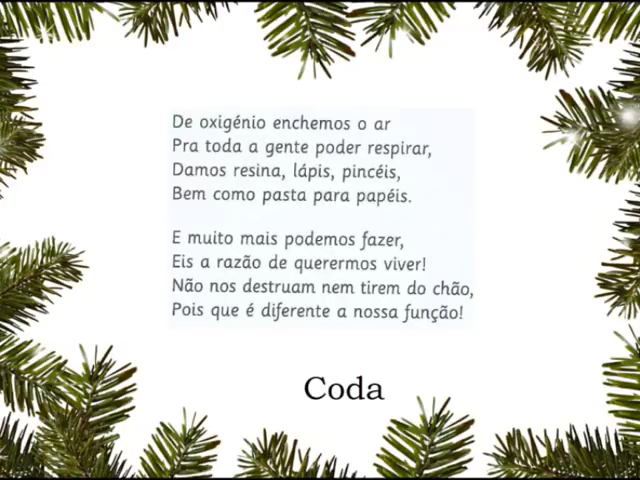 De oxigénio enchemos o ar
Pra toda a gente poder respirar,
Damos resina, lápis, pincéis,
Bem como pasta para papéis.
E muito mais podemos fazer,
Eis a razão de querermos viver!
Não nos destruam nem tirem do chão,
Pois que é diferente a nossa função!
Coda